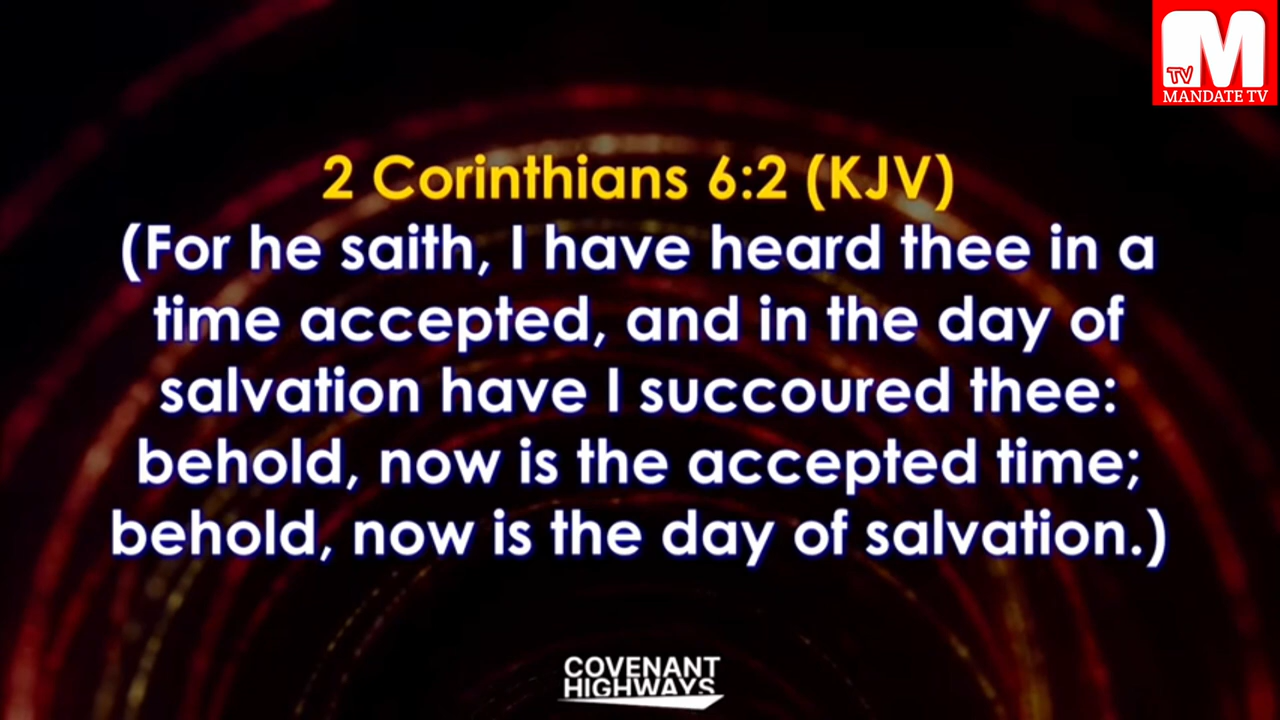 TV M
MANDATE TV
2 Corinthians 6:2 (KJV)
(For he saith, I have heard thee in a
time accepted, and in the day of
salvation have I succoured thee:
behold, now is the accepted time;
behold, now is the day of salvation.)
COVENANT
HIGHWAYS